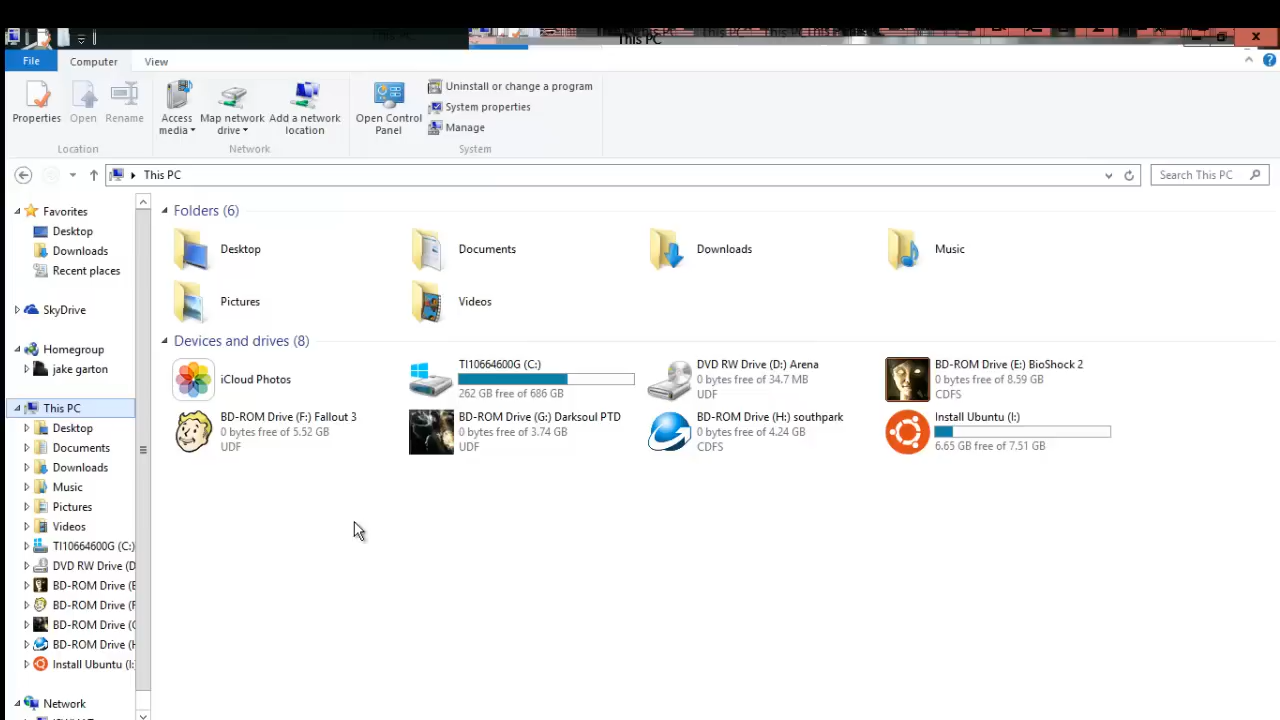 This PC
File
Computer
View
Properties
Open
Rename
Access media
Map network drive
Add a network location
Open Control Panel
Uninstall or change a program
System properties
Manage
Location
Network
System
This PC
Search This PC
Favorites
Desktop
Downloads
Recent places
SkyDrive
Homegroup
jake garton
This PC
Desktop
Documents
Downloads
Music
Pictures
Videos
TI10664600G (C:)
DVD RW Drive (D
BD-ROM Drive (E
BD-ROM Drive (F
BD-ROM Drive (G
BD-ROM Drive (H
Install Ubuntu (I:
Network
Folders (6)
Desktop
Documents
Downloads
Music
Pictures
Videos
Devices and drives (8)
iCloud Photos
TI10664600G (C:)
262 GB free of 686 GB
DVD RW Drive (D:) Arena
0 bytes free of 34.7 MB
UDF
BD-ROM Drive (E:) BioShock 2
0 bytes free of 8.59 GB
CDFS
BD-ROM Drive (F:) Fallout 3
0 bytes free of 5.52 GB
UDF
BD-ROM Drive (G:) Darksoul PTD
0 bytes free of 3.74 GB
UDF
BD-ROM Drive (H:) southpark
0 bytes free of 4.24 GB
CDFS
Install Ubuntu (I:)
6.65 GB free of 7.51 GB